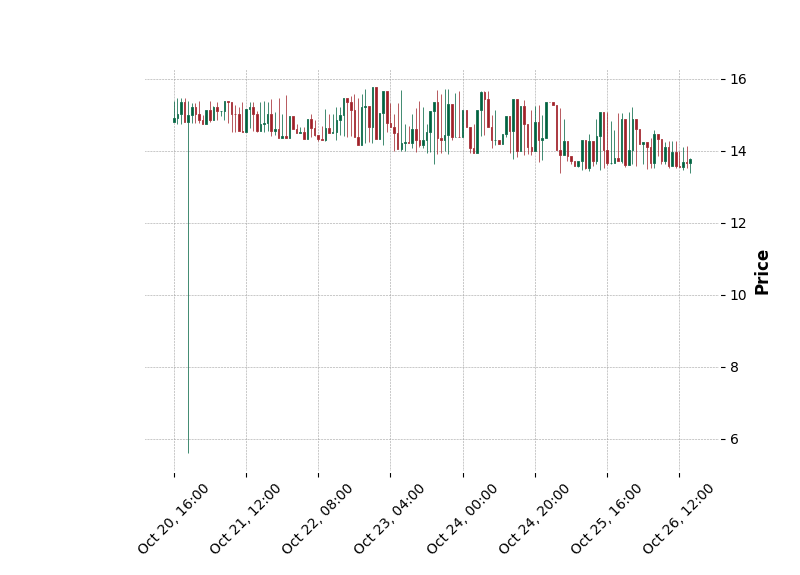 16
14
12
10
8
6
Price
Oct 20, 16:00
Oct 21, 12:00
Oct 22, 08:00
Oct 23, 04:00
Oct 24, 00:00
Oct 24, 20:00
Oct 25, 16:00
Oct 26, 12:00